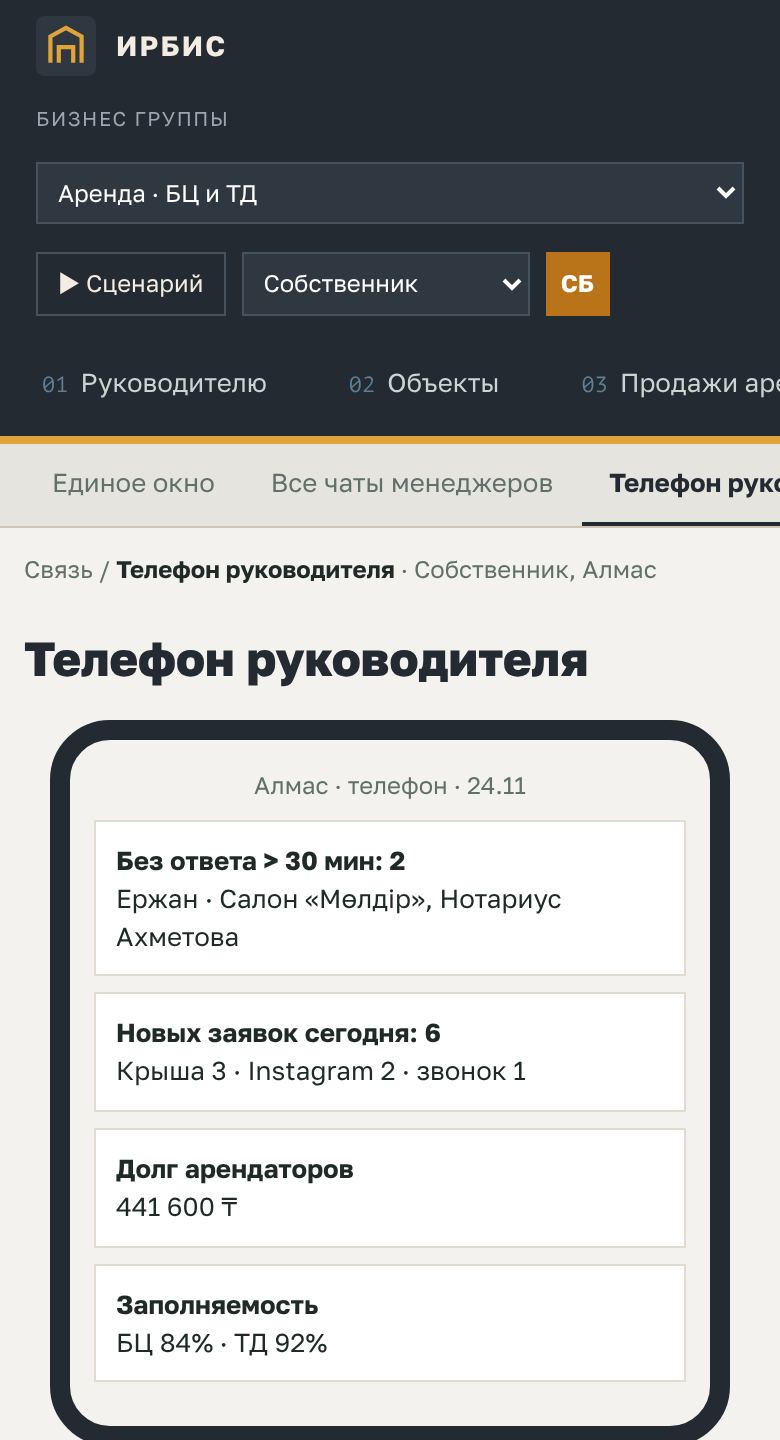 ИРБИС
БИЗНЕС ГРУППЫ
Аренда · БЦ и ТД
▶ Сценарий
Собственник
СБ
01 Руководителю
02 Объекты
03 Продажи
Единое окно
Все чаты менеджеров
Телефон
Связь / Телефон руководителя · Собственник, Алмас
Телефон руководителя
Алмас · телефон · 24.11
Без ответа > 30 мин: 2
Ержан · Салон «Мөлдір», Нотариус
Ахметова
Новых заявок сегодня: 6
Крыша 3 · Instagram 2 · звонок 1
Долг арендаторов
441 600 ₸
Заполняемость
БЦ 84% · ТД 92%